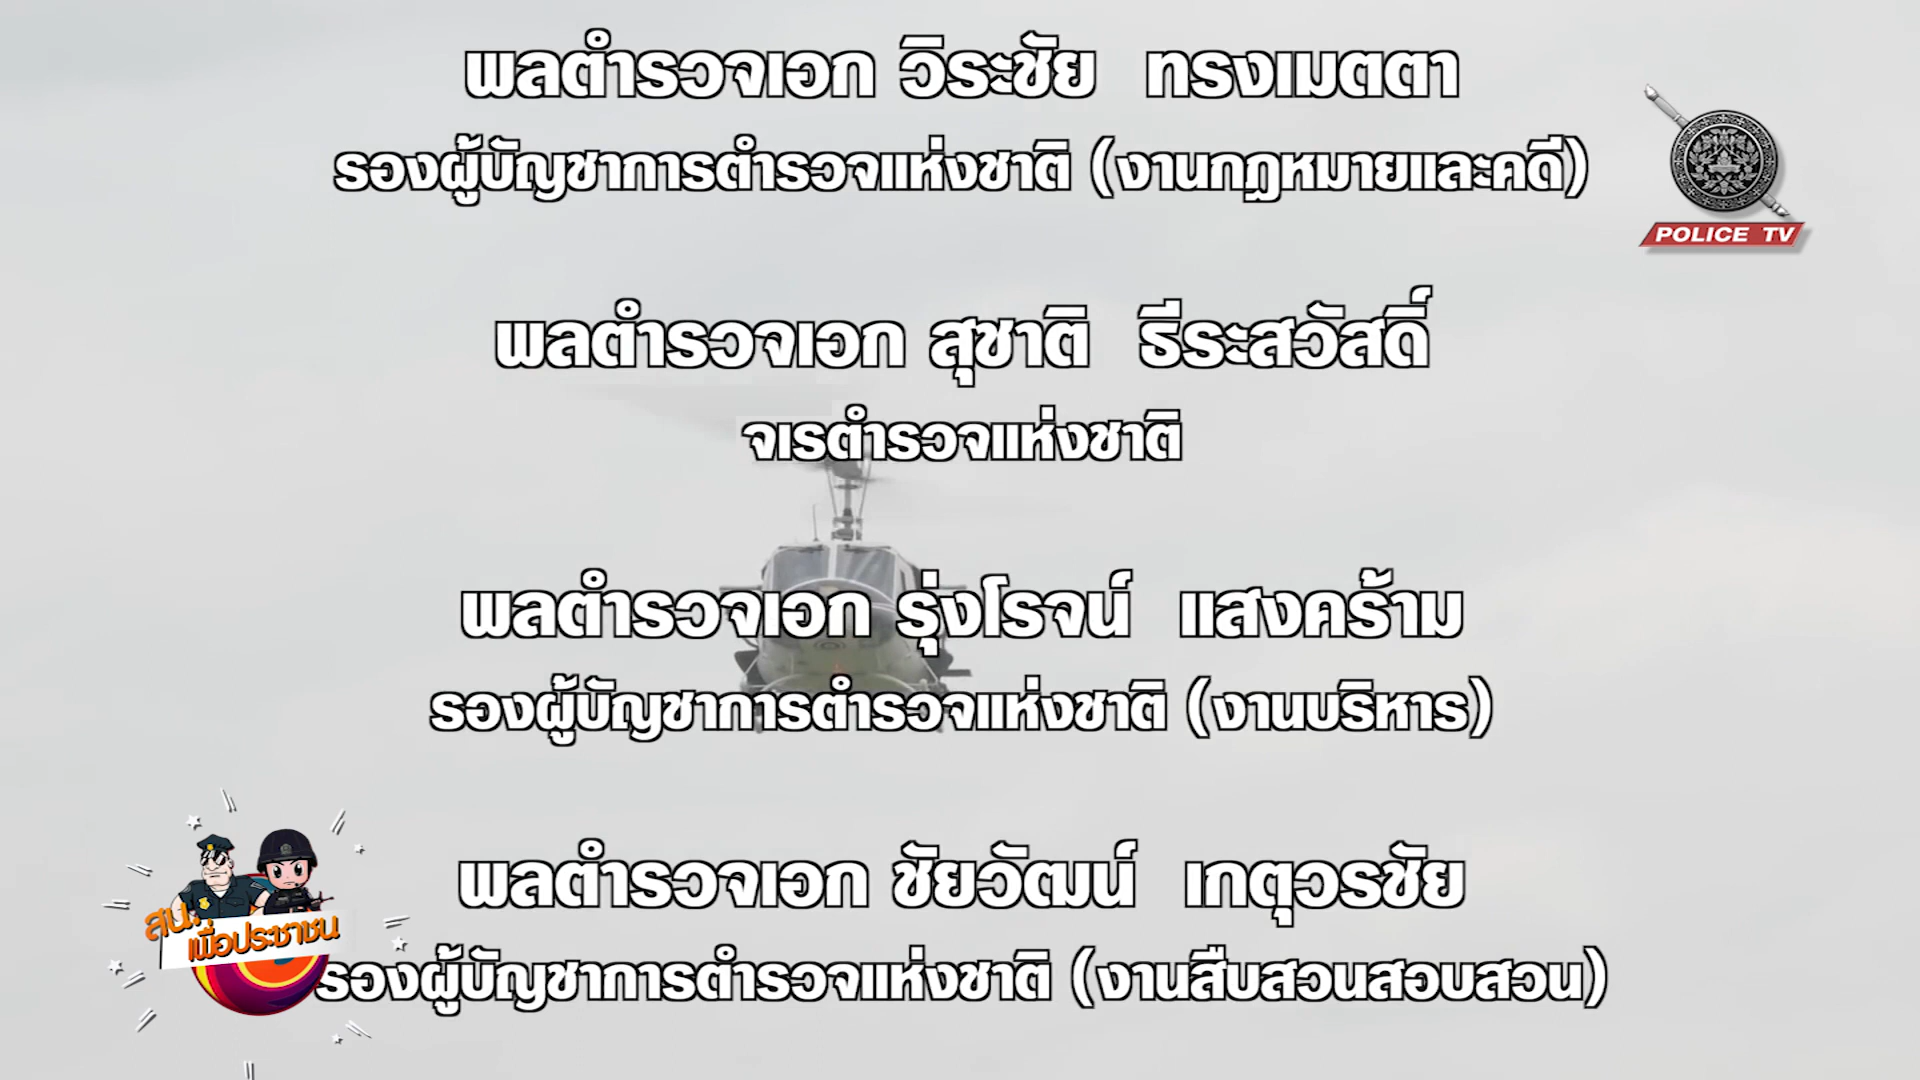 พลตำรวจเอก วิระชัย ทรงเมตตา
รองผู้บัญชาการตำรวจแห่งชาติ (งานกฎหมายและคดี)
POLICE TV
พลตำรวจเอก สุชาติ ธีระสวัสดิ์
จเรตำรวจแห่งชาติ
พลตำรวจเอก รุ่งโรจน์ แสงคร้าม
รองผู้บัญชาการตำรวจแห่งชาติ (งานบริหาร)
พลตำรวจเอก ชัยวัฒน์ เกตุวรชัย
รองผู้บัญชาการตำรวจแห่งชาติ (งานสืบสวนสอบสวน)
สน.
เพื่อประชาชน